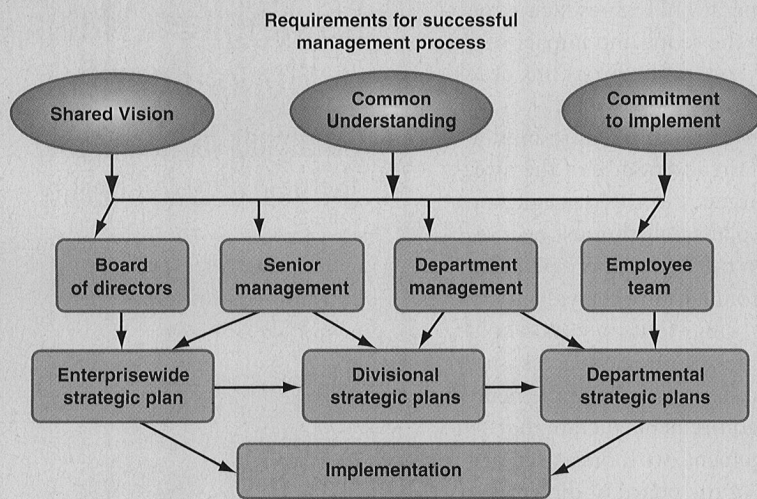 Requirements for successful
management process
Shared Vision
Common
Understanding
Commitment
to Implement
Board
of directors
Senior
management
Department
management
Employee
team
Enterprisewide
strategic plan
Divisional
strategic plans
Departmental
strategic plans
Implementation